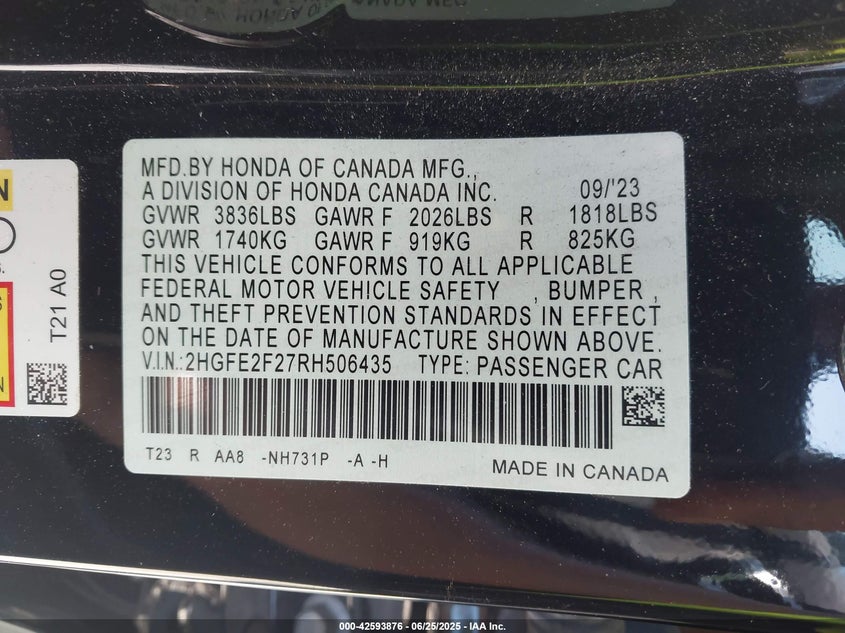 MFD.BY HONDA OF CANADA MFG.,
A DIVISION OF HONDA CANADA INC. 09/'23
GVWR 3836LBS GAWR F 2026LBS R 1818LBS
GVWR 1740KG GAWR F 919KG R 825KG
THIS VEHICLE CONFORMS TO ALL APPLICABLE
FEDERAL MOTOR VEHICLE SAFETY , BUMPER ,
AND THEFT PREVENTION STANDARDS IN EFFECT
ON THE DATE OF MANUFACTURE SHOWN ABOVE.
V.I.N.:2HGFE2F27RH506435 TYPE: PASSENGER CAR
T23 R AA8 -NH731P -A -H
MADE IN CANADA
T21 A0
000-42593876 - 06/25/2025 - IAA Inc.